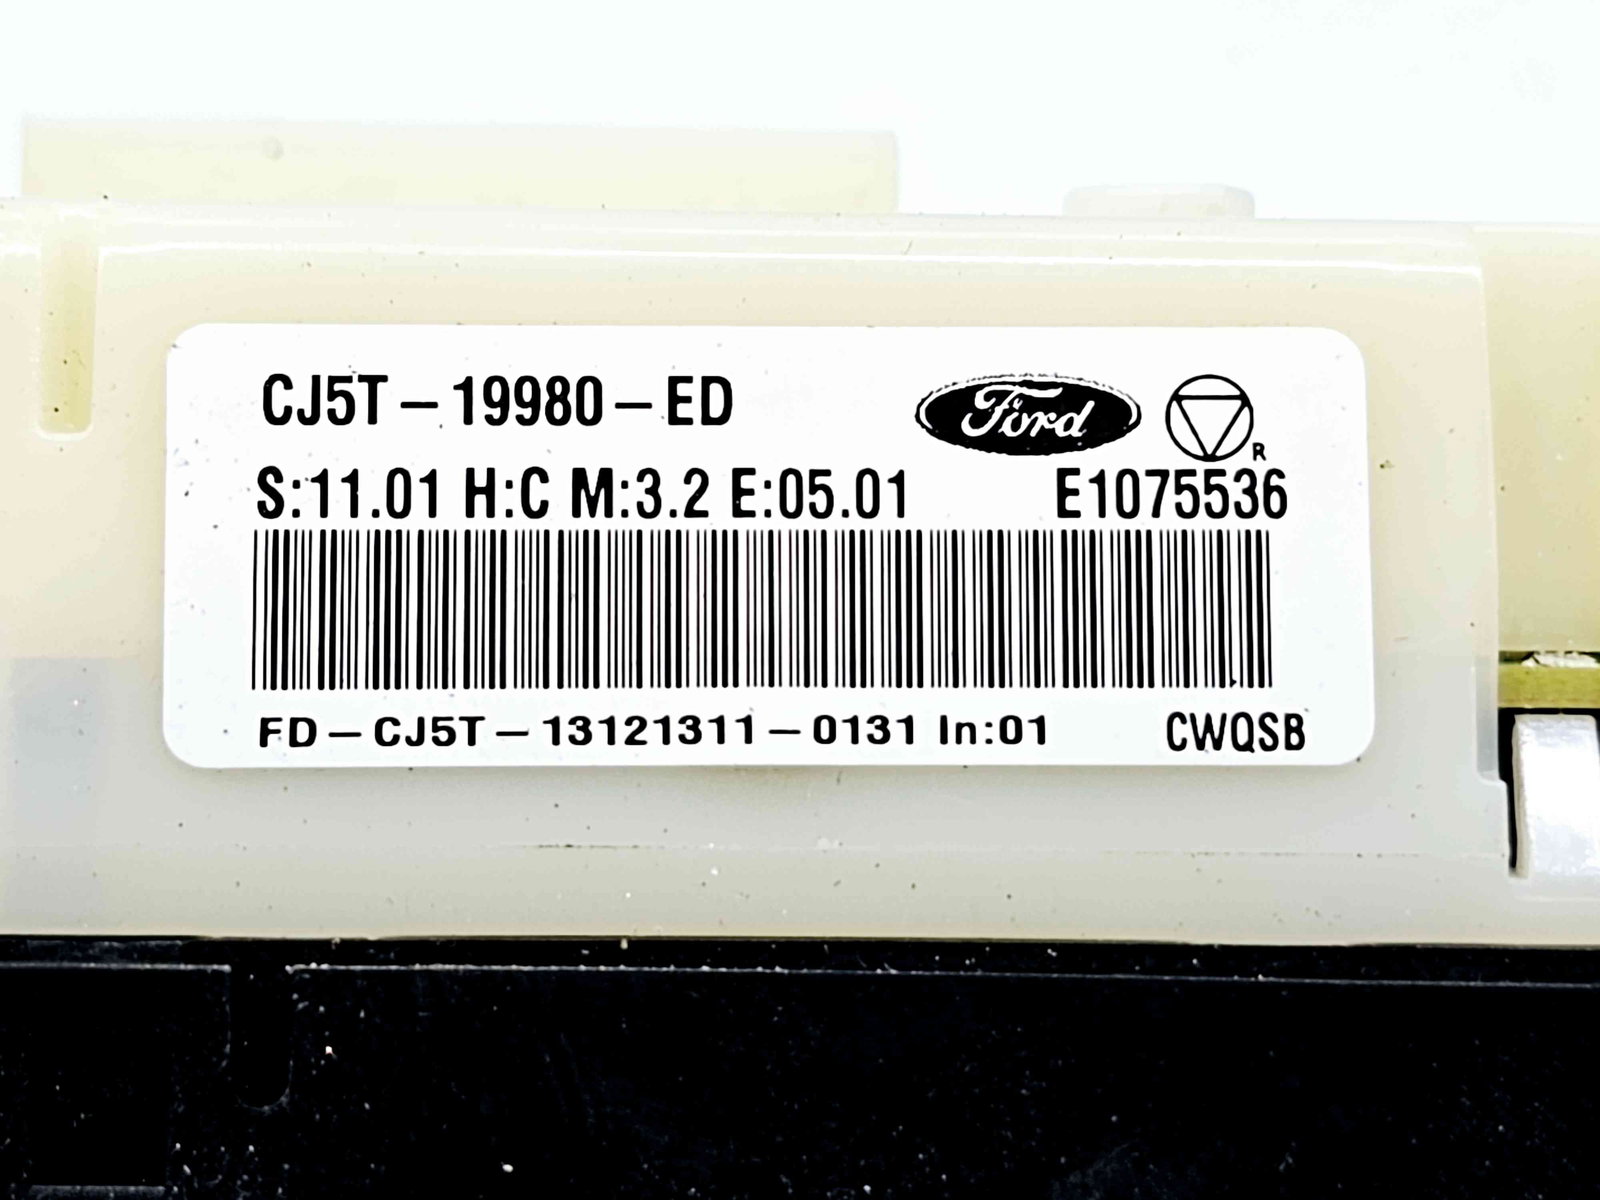 CJ5T-19980-ED Ford R
S:11.01 H:C M:3.2 E:05.01 E1075536
FD-CJ5T-13121311-0131 In:01 CWQSB